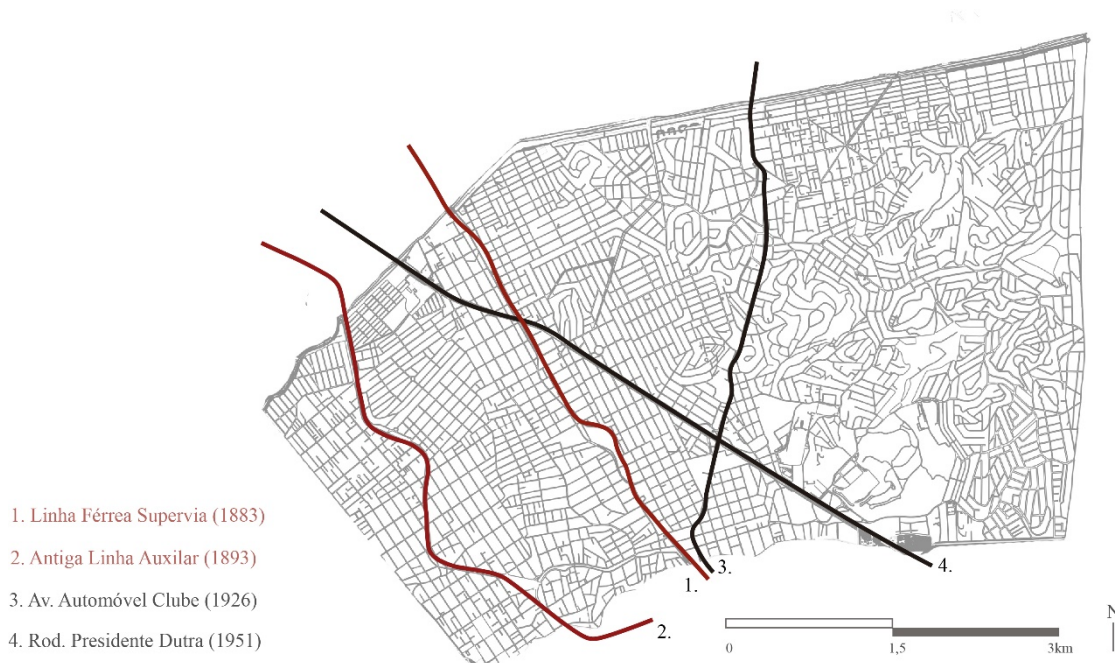 1. Linha Férrea Supervia (1883)
2. Antiga Linha Auxilar (1893)
3. Av. Automóvel Clube (1926)
4. Rod. Presidente Dutra (1951)
1.
2.
3.
4.
N
0 1,5 3km